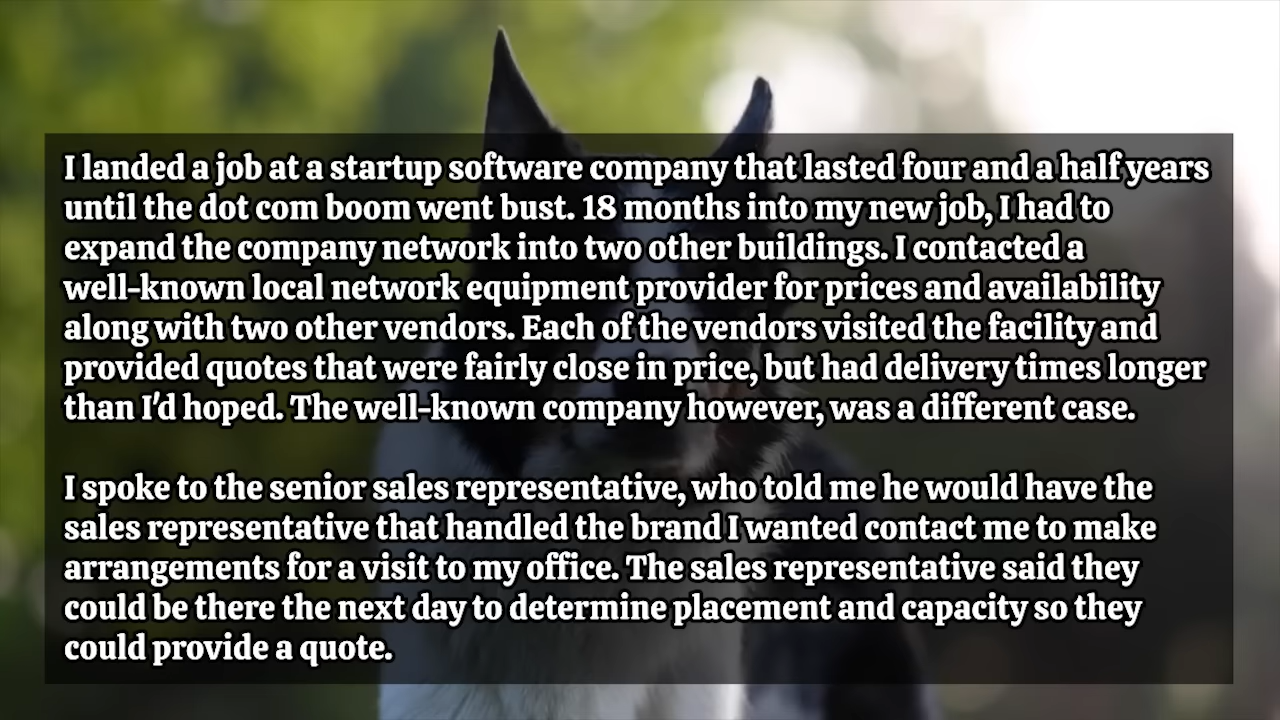 I landed a job at a startup software company that lasted four and a half years
until the dot com boom went bust. 18 months into my new job, I had to
expand the company network into two other buildings. I contacted a
well-known local network equipment provider for prices and availability
along with two other vendors. Each of the vendors visited the facility and
provided quotes that were fairly close in price, but had delivery times longer
than I'd hoped. The well-known company however, was a different case.
I spoke to the senior sales representative, who told me he would have the
sales representative that handled the brand I wanted contact me to make
arrangements for a visit to my office. The sales representative said they
could be there the next day to determine placement and capacity so they
could provide a quote.